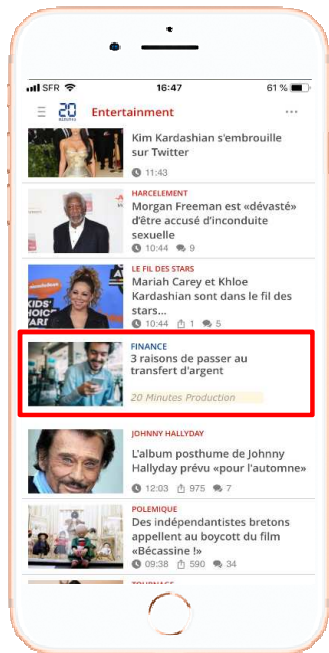 SFR 16:47 61 %
20 Entertainment ...
MINUTES
Kim Kardashian s'embrouille
sur Twitter
11:43
HARCELEMENT
Morgan Freeman est «dévasté»
d'être accusé d'inconduite
sexuelle
10:44 9
LE FIL DES STARS
Mariah Carey et Khloe
Kardashian sont dans le fil des
stars...
10:44 1 5
FINANCE
3 raisons de passer au
transfert d'argent
20 Minutes Production
JOHNNY HALLYDAY
L'album posthume de Johnny
Hallyday prévu «pour l'automne»
12:03 975 7
POLEMIQUE
Des indépendantistes bretons
appellent au boycott du film
«Bécassine !»
09:38 590 34